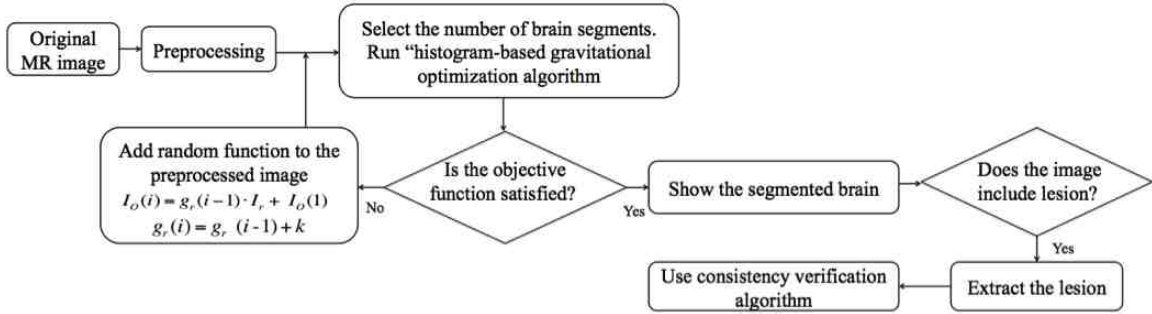 Original
MR image
Preprocessing
Select the number of brain segments.
Run “histogram-based gravitational
optimization algorithm
Add random function to the
preprocessed image
I_o(i) = g_r(i−1)·I_r + I_o(1)
g_r(i) = g_r (i-1)+k
No
Is the objective
function satisfied?
Yes
Show the segmented brain
Does the image
include lesion?
Yes
Extract the lesion
Use consistency verification
algorithm